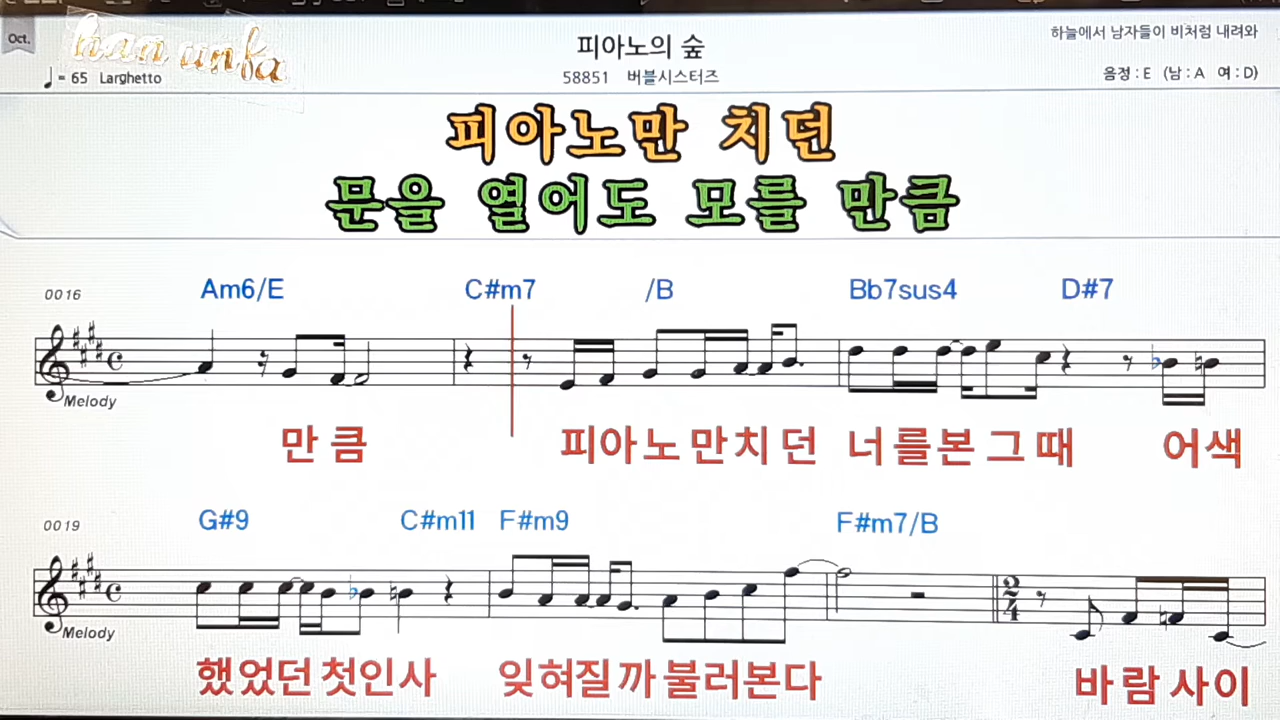 Oct.
han unfa
피아노의 숲
하늘에서 남자들이 비처럼 내려와
♩= 65 Larghetto
58851 버블시스터즈
음정 : E (남 : A 여 : D)
피아노만 치던
문을 열어도 모를 만큼
0016 Am6/E C#m7 /B Bb7sus4 D#7
Melody
만 큼 피아노만치던 너를본그때 어색
0019 G#9 C#m11 F#m9 F#m7/B
2
4
Melody
했었던첫인사 잊혀질까불러본다 바람사이